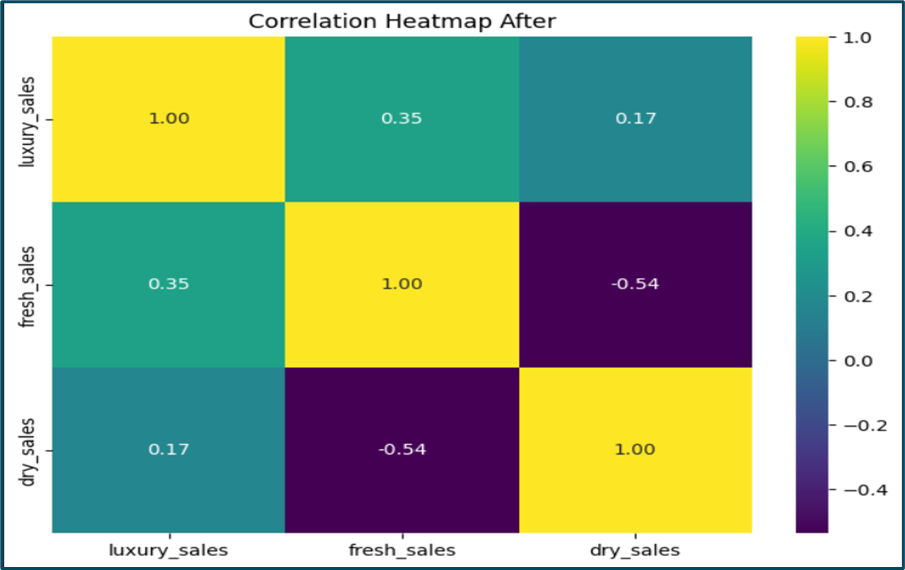 Correlation Heatmap After
luxury_sales
1.00
0.35
0.17
fresh_sales
0.35
1.00
-0.54
dry_sales
0.17
-0.54
1.00
luxury_sales
fresh_sales
dry_sales
1.0
0.8
0.6
0.4
0.2
0.0
−0.2
−0.4